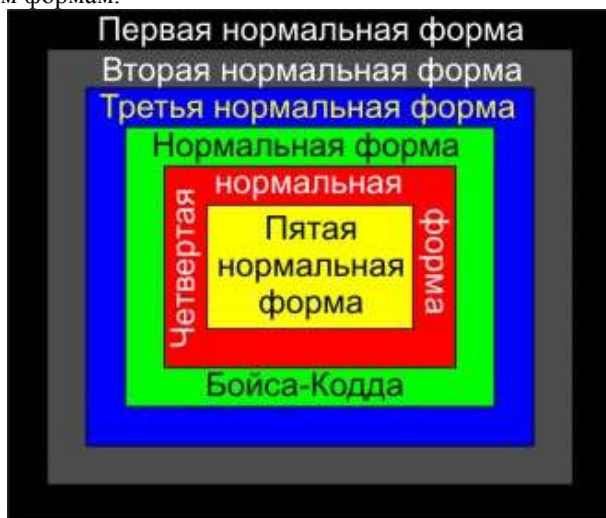 м формам.
Первая нормальная форма
Вторая нормальная форма
Третья нормальная форма
Нормальная форма
нормальная
Четвертая
форма
Пятая
нормальная
форма
Бойса-Кодда